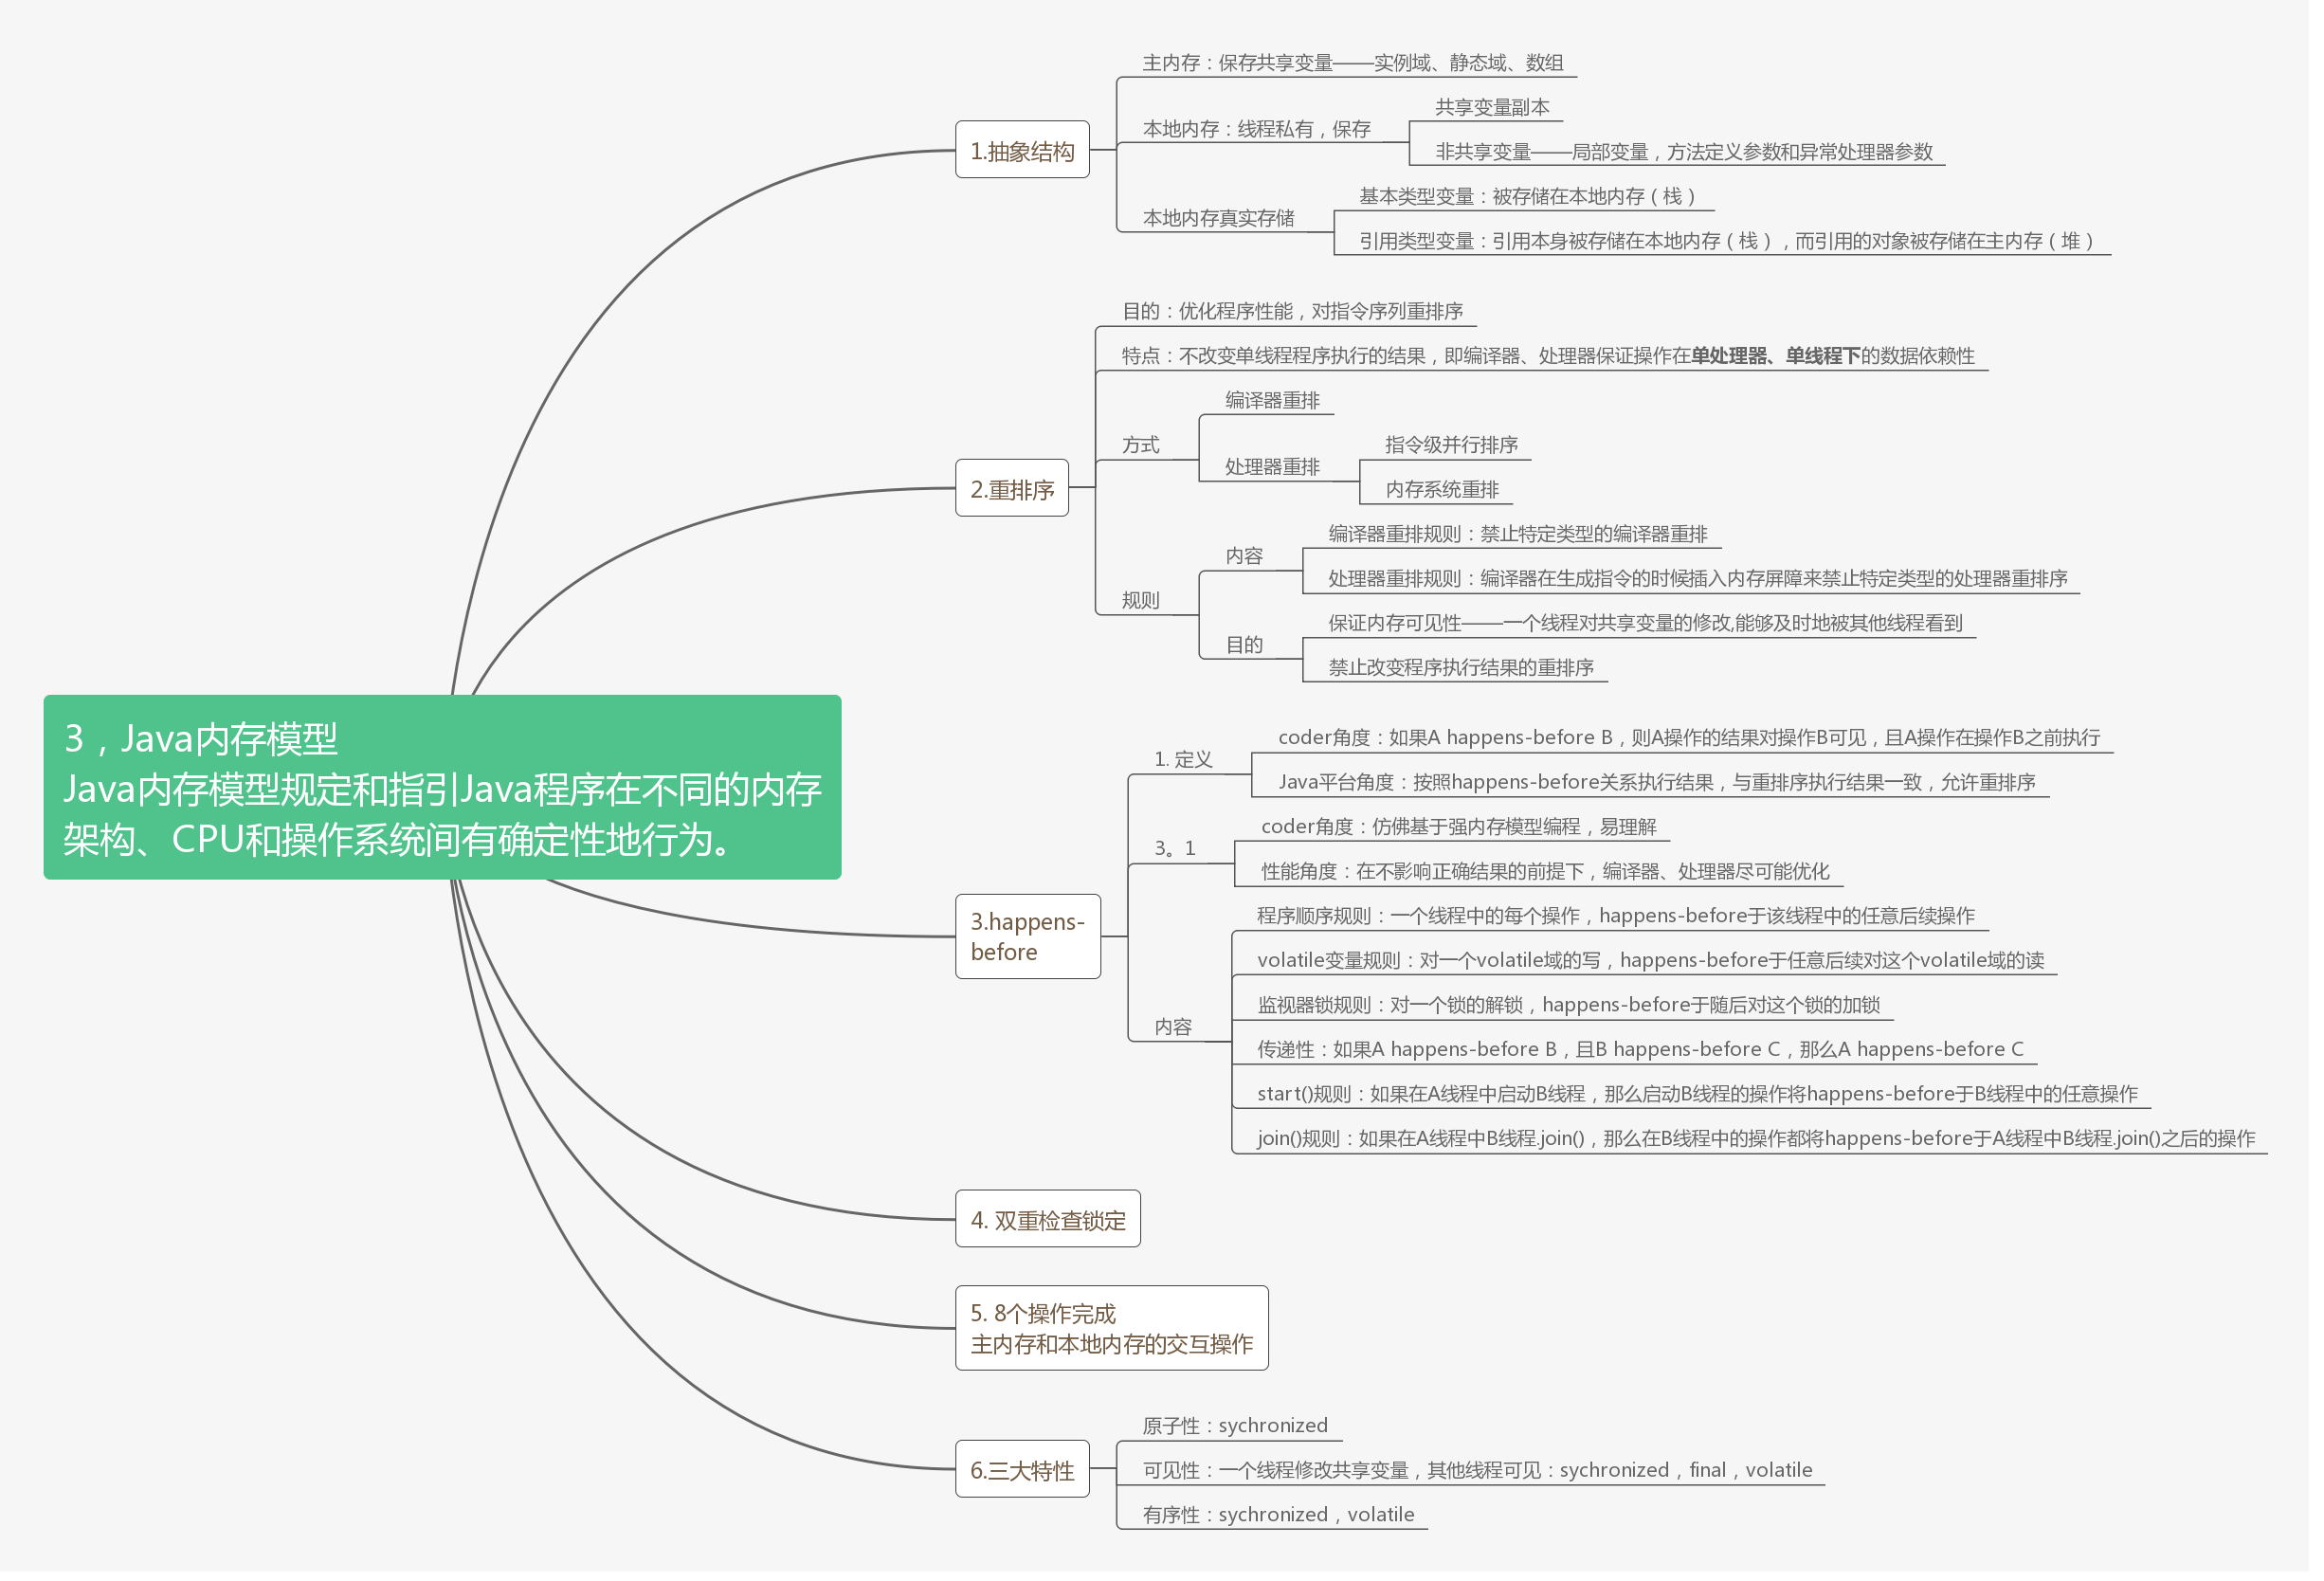 3，Java内存模型
Java内存模型规定和指引Java程序在不同的内存
架构、CPU和操作系统间有确定性地行为。
1.抽象结构
主内存：保存共享变量——实例域、静态域、数组
本地内存：线程私有，保存
共享变量副本
非共享变量——局部变量，方法定义参数和异常处理器参数
本地内存真实存储
基本类型变量：被存储在本地内存（栈）
引用类型变量：引用本身被存储在本地内存（栈），而引用的对象被存储在主内存（堆）
2.重排序
目的：优化程序性能，对指令序列重排序
特点：不改变单线程程序执行的结果，即编译器、处理器保证操作在单处理器、单线程下的数据依赖性
方式
编译器重排
处理器重排
指令级并行排序
内存系统重排
规则
内容
编译器重排规则：禁止特定类型的编译器重排
处理器重排规则：编译器在生成指令的时候插入内存屏障来禁止特定类型的处理器重排序
目的
保证内存可见性——一个线程对共享变量的修改,能够及时地被其他线程看到
禁止改变程序执行结果的重排序
3.happens-
before
1. 定义
coder角度：如果A happens-before B，则A操作的结果对操作B可见，且A操作在操作B之前执行
Java平台角度：按照happens-before关系执行结果，与重排序执行结果一致，允许重排序
3。1
coder角度：仿佛基于强内存模型编程，易理解
性能角度：在不影响正确结果的前提下，编译器、处理器尽可能优化
内容
程序顺序规则：一个线程中的每个操作，happens-before于该线程中的任意后续操作
volatile变量规则：对一个volatile域的写，happens-before于任意后续对这个volatile域的读
监视器锁规则：对一个锁的解锁，happens-before于随后对这个锁的加锁
传递性：如果A happens-before B，且B happens-before C，那么A happens-before C
start()规则：如果在A线程中启动B线程，那么启动B线程的操作将happens-before于B线程中的任意操作
join()规则：如果在A线程中B线程.join()，那么在B线程中的操作都将happens-before于A线程中B线程.join()之后的操作
4. 双重检查锁定
5. 8个操作完成
主内存和本地内存的交互操作
6.三大特性
原子性：sychronized
可见性：一个线程修改共享变量，其他线程可见：sychronized，final，volatile
有序性：sychronized，volatile